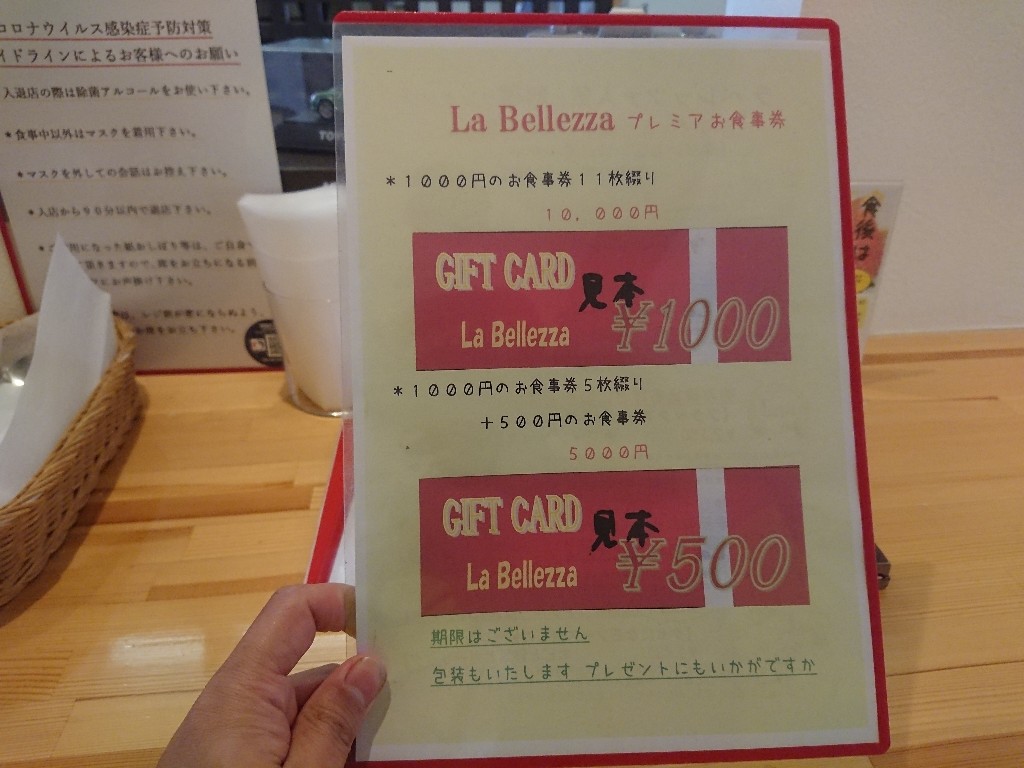 コロナウイルス感染症予防対策
イドラインによるお客様へのお願い
入退店の際は除菌アルコールをお使い下さい。
＊食事中以外はマスクを着用下さい。
＊マスクを外しての会話はお控え下さい。
＊入店から９０分以内で退店下さい。
La Bellezza プレミアお食事券
＊１０００円のお食事券１１枚綴り
１０，０００円
GIFT CARD
見本
¥1000
La Bellezza
＊１０００円のお食事券５枚綴り
＋５００円のお食事券
５０００円
GIFT CARD
見本
¥500
La Bellezza
期限はございません
包装もいたします プレゼントにもいかがですか
食後は